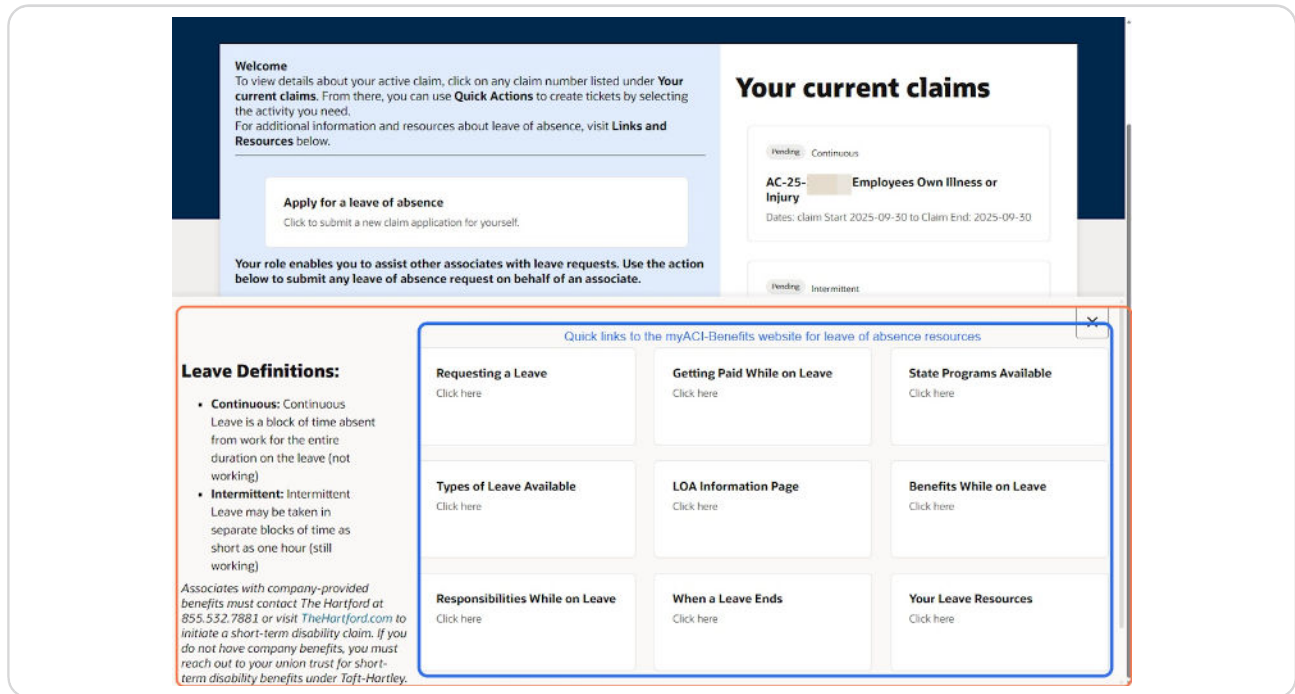 Welcome
To view details about your active claim, click on any claim number listed under Your
current claims. From there, you can use Quick Actions to create tickets by selecting
the activity you need.
For additional information and resources about leave of absence, visit Links and
Resources below.
Apply for a leave of absence
Click to submit a new claim application for yourself.
Your role enables you to assist other associates with leave requests. Use the action
below to submit any leave of absence request on behalf of an associate.
Your current claims
Pending Continuous
AC-25- Employees Own Illness or
Injury
Dates: claim Start 2025-09-30 to Claim End: 2025-09-30
Pending Intermittent
Leave Definitions:
• Continuous: Continuous
Leave is a block of time absent
from work for the entire
duration on the leave (not
working)
• Intermittent: Intermittent
Leave may be taken in
separate blocks of time as
short as one hour (still
working)
Associates with company-provided
benefits must contact The Hartford at
855.532.7881 or visit TheHartford.com to
initiate a short-term disability claim. If you
do not have company benefits, you must
reach out to your union trust for short-
term disability benefits under Taft-Hartley.
Quick links to the myACI-Benefits website for leave of absence resources
Requesting a Leave
Click here
Getting Paid While on Leave
Click here
State Programs Available
Click here
Types of Leave Available
Click here
LOA Information Page
Click here
Benefits While on Leave
Click here
Responsibilities While on Leave
Click here
When a Leave Ends
Click here
Your Leave Resources
Click here